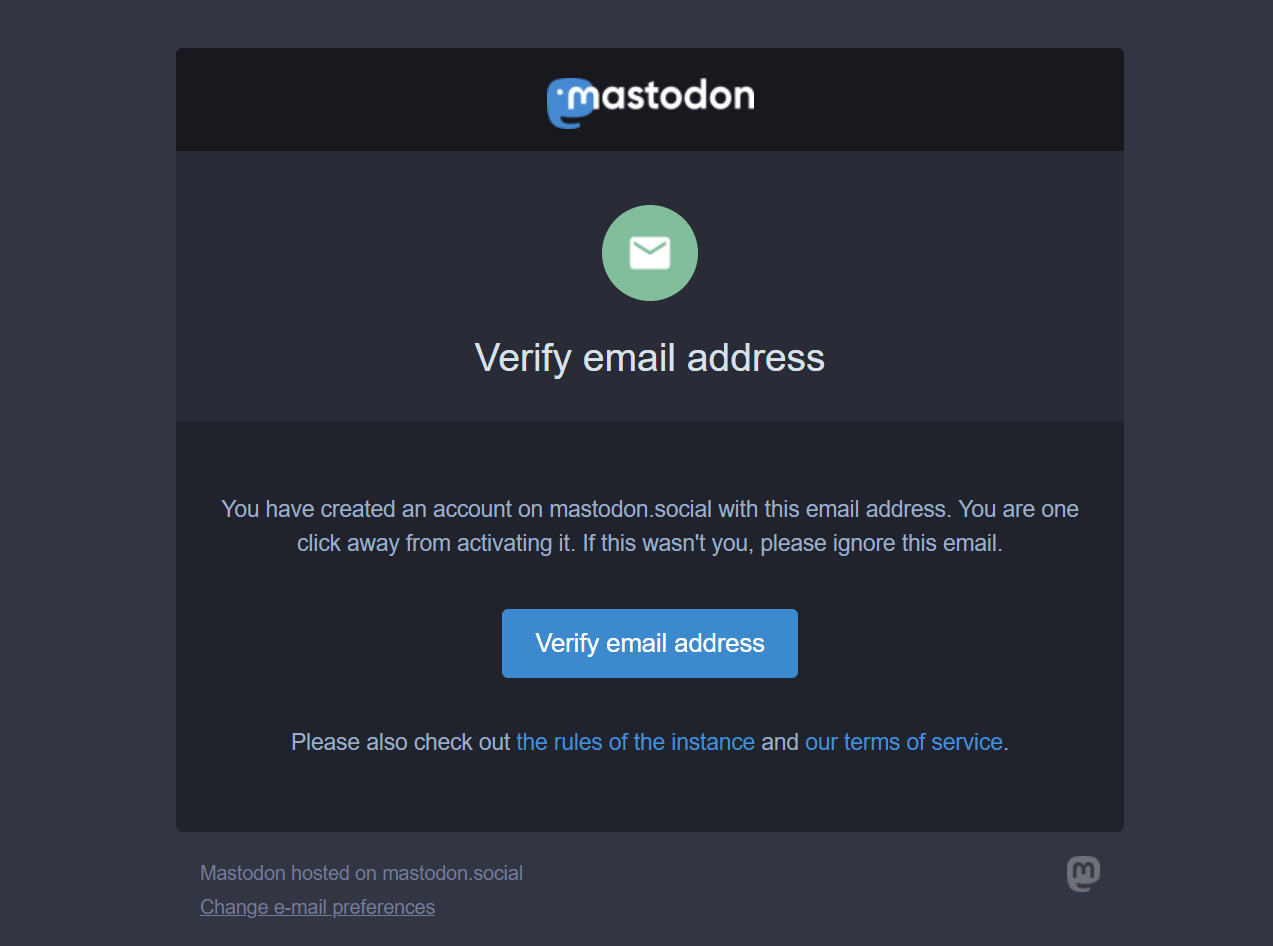 mastodon
Verify email address
You have created an account on mastodon.social with this email address. You are one
click away from activating it. If this wasn't you, please ignore this email.
Verify email address
Please also check out the rules of the instance and our terms of service.
Mastodon hosted on mastodon.social
m
Change e-mail preferences